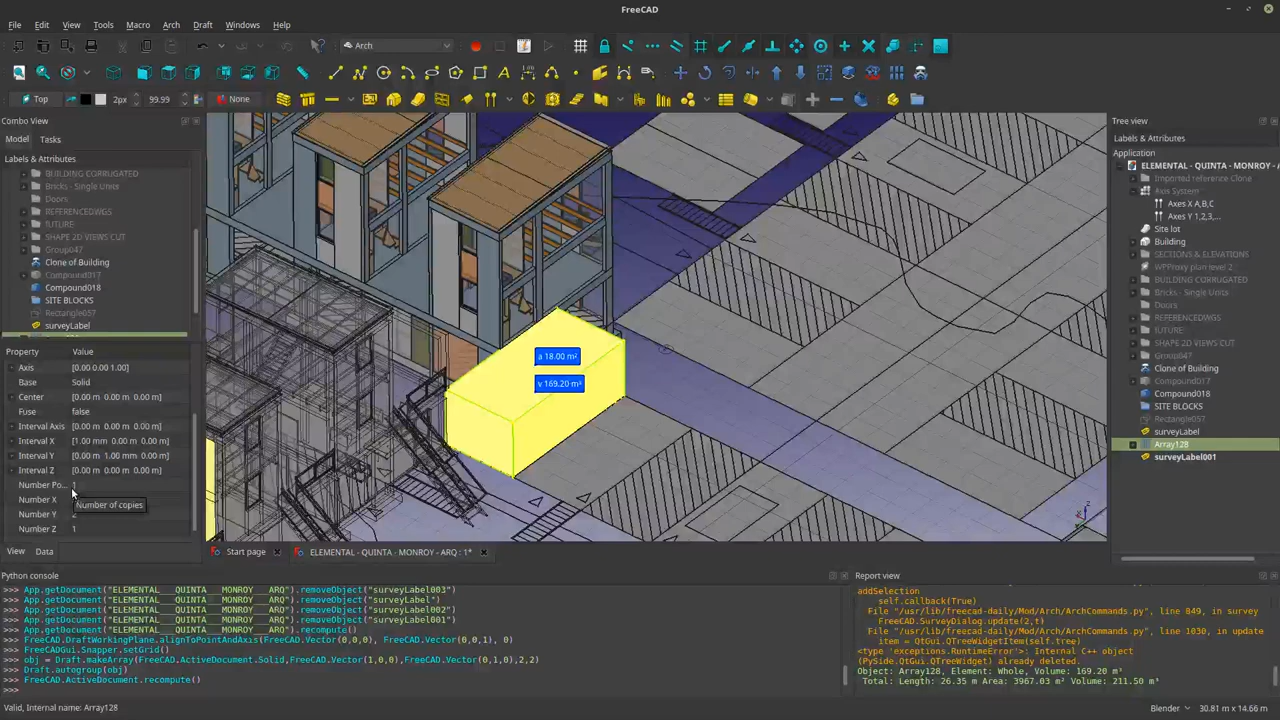 FreeCAD
File Edit View Tools Macro Arch Draft Windows Help
Arch
Top 2px 99.99 None
Combo View
Model Tasks
Labels & Attributes
BUILDING CORRUGATED
Bricks - Single Units
Doors
REFERENCEDWGS
fUTURE
SHAPE 2D VIEWS CUT
Group047
Clone of Building
Compound017
Compound018
SITE BLOCKS
Rectangle057
surveyLabel
Property Value
Axis [0.00 0.00 1.00]
Base Solid
Center [0.00 m 0.00 m 0.00 m]
Fuse false
Interval Axis [0.00 m 0.00 m 0.00 m]
Interval X [1.00 mm 0.00 m 0.00 m]
Interval Y [0.00 m 1.00 mm 0.00 m]
Interval Z [0.00 m 0.00 m 0.00 m]
Number Po... 1
Number X
Number of copies
Number Y 2
Number Z 1
View Data
a 18.00 m²
v 169.20 m³
Start page ELEMENTAL - QUINTA - MONROY - ARQ : 1*
Tree view
Labels & Attributes
Application
ELEMENTAL - QUINTA - MONROY - A
Imported reference Clone
Axis System
Axes X A,B,C
Axes Y 1,2,3,...
Site lot
Building
SECTIONS & ELEVATIONS
WPProxy plan level 2
BUILDING CORRUGATED
Bricks - Single Units
Doors
REFERENCEDWGS
fUTURE
SHAPE 2D VIEWS CUT
Group047
Clone of Building
Compound017
Compound018
SITE BLOCKS
Rectangle057
surveyLabel
Array128
surveyLabel001
Python console
>>> App.getDocument("ELEMENTAL___QUINTA___MONROY___ARQ").removeObject("surveyLabel003")
>>> App.getDocument("ELEMENTAL___QUINTA___MONROY___ARQ").removeObject("surveyLabel")
>>> App.getDocument("ELEMENTAL___QUINTA___MONROY___ARQ").removeObject("surveyLabel002")
>>> App.getDocument("ELEMENTAL___QUINTA___MONROY___ARQ").removeObject("surveyLabel001")
>>> App.getDocument("ELEMENTAL___QUINTA___MONROY___ARQ").recompute()
>>> FreeCAD.DraftWorkingPlane.alignToPointAndAxis(FreeCAD.Vector(0,0,0), FreeCAD.Vector(0,0,1), 0)
>>> FreeCADGui.Snapper.setGrid()
>>> obj = Draft.makeArray(FreeCAD.ActiveDocument.Solid,FreeCAD.Vector(1,0,0),FreeCAD.Vector(0,1,0),2,2)
>>> Draft.autogroup(obj)
>>> FreeCAD.ActiveDocument.recompute()
>>>
Report view
addSelection
self.callback(True)
File "/usr/lib/freecad-daily/Mod/Arch/ArchCommands.py", line 849, in survey
FreeCAD.SurveyDialog.update(2,t)
File "/usr/lib/freecad-daily/Mod/Arch/ArchCommands.py", line 1030, in update
item = QtGui.QTreeWidgetItem(self.tree)
<type 'exceptions.RuntimeError'>: Internal C++ object
(PySide.QtGui.QTreeWidget) already deleted.
Object: Array128, Element: Whole, Volume: 169.20 m³
Total: Length: 26.35 m Area: 3967.03 m² Volume: 211.50 m³
Valid, Internal name: Array128
Blender 30.81 m x 14.66 m